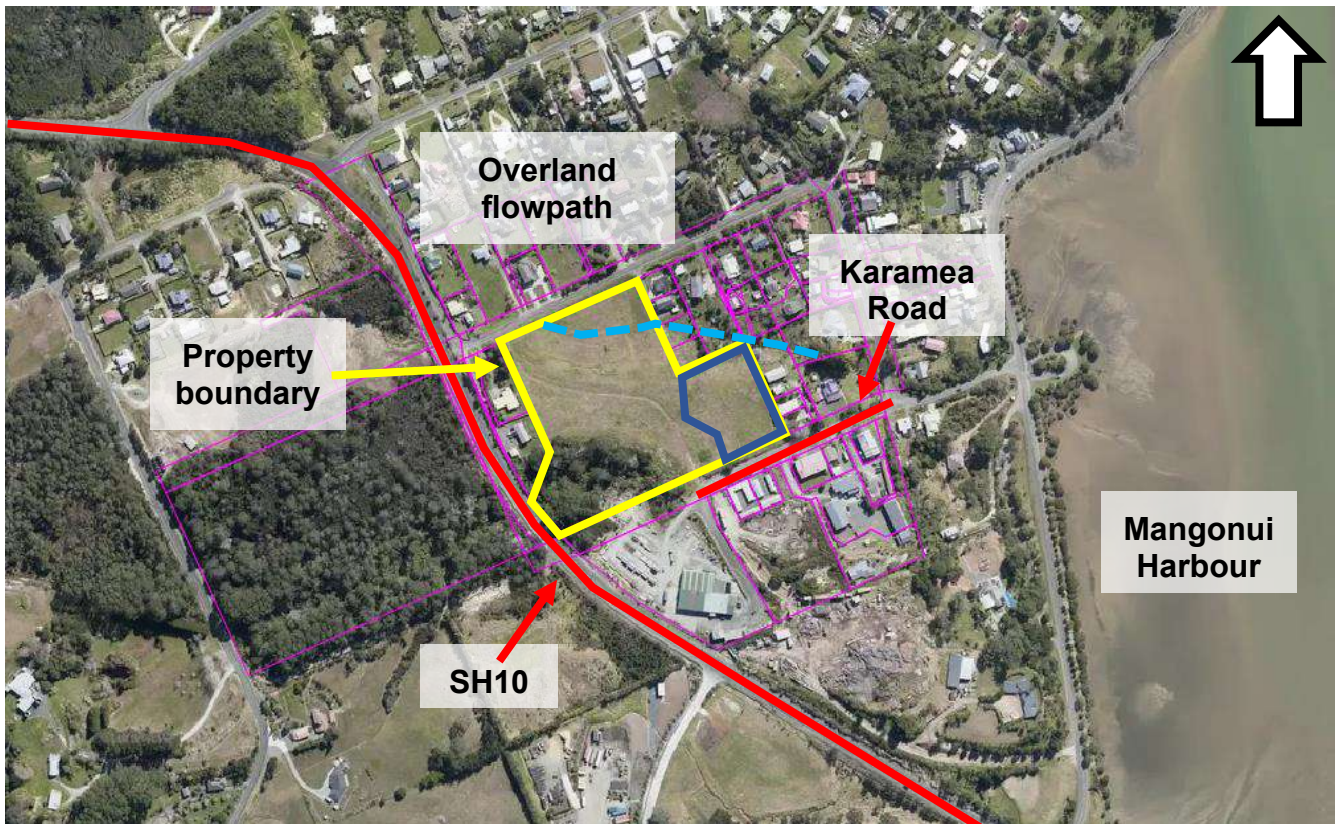 Overland
flowpath
Karamea
Road
Property
boundary
Mangonui
Harbour
SH10